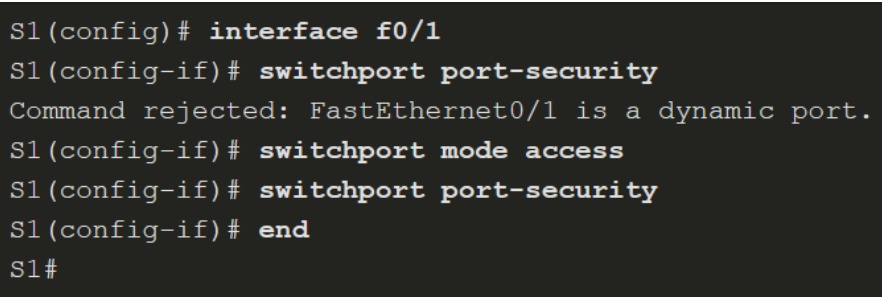 S1(config)# interface f0/1
S1(config-if)# switchport port-security
Command rejected: FastEthernet0/1 is a dynamic port.
S1(config-if)# switchport mode access
S1(config-if)# switchport port-security
S1(config-if)# end
S1#